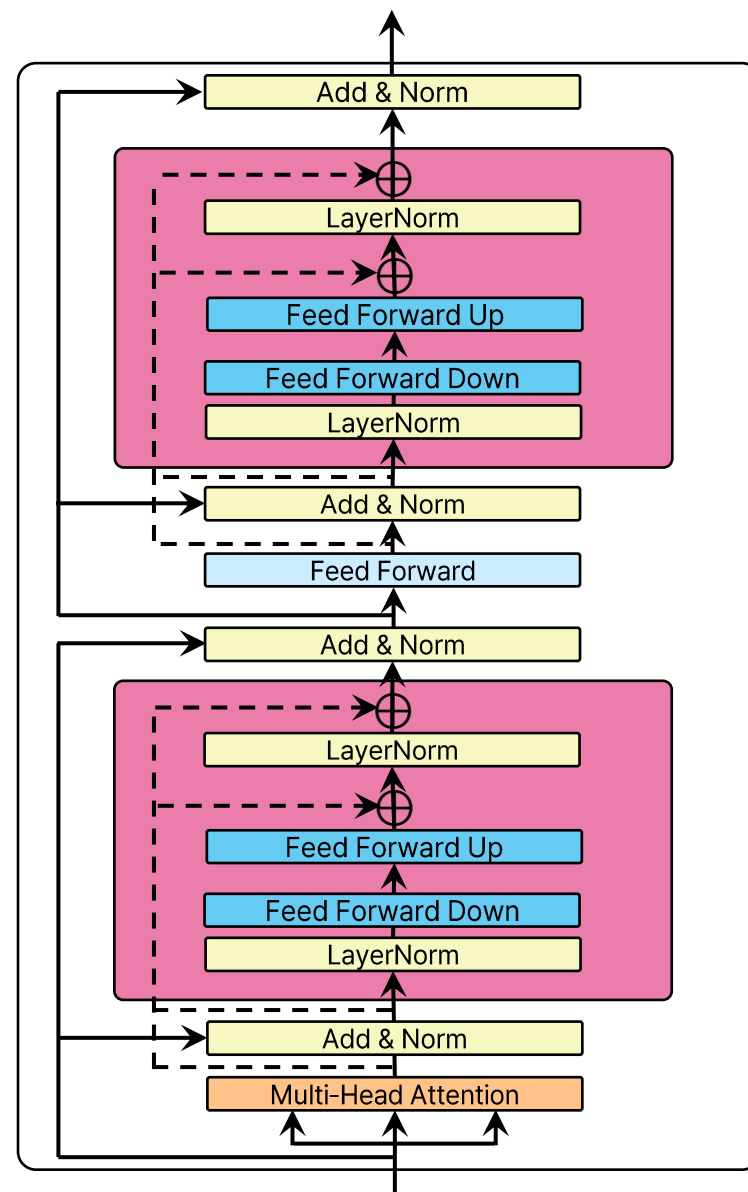 Add & Norm
LayerNorm
Feed Forward Up
Feed Forward Down
LayerNorm
Add & Norm
Feed Forward
Add & Norm
LayerNorm
Feed Forward Up
Feed Forward Down
LayerNorm
Add & Norm
Multi-Head Attention